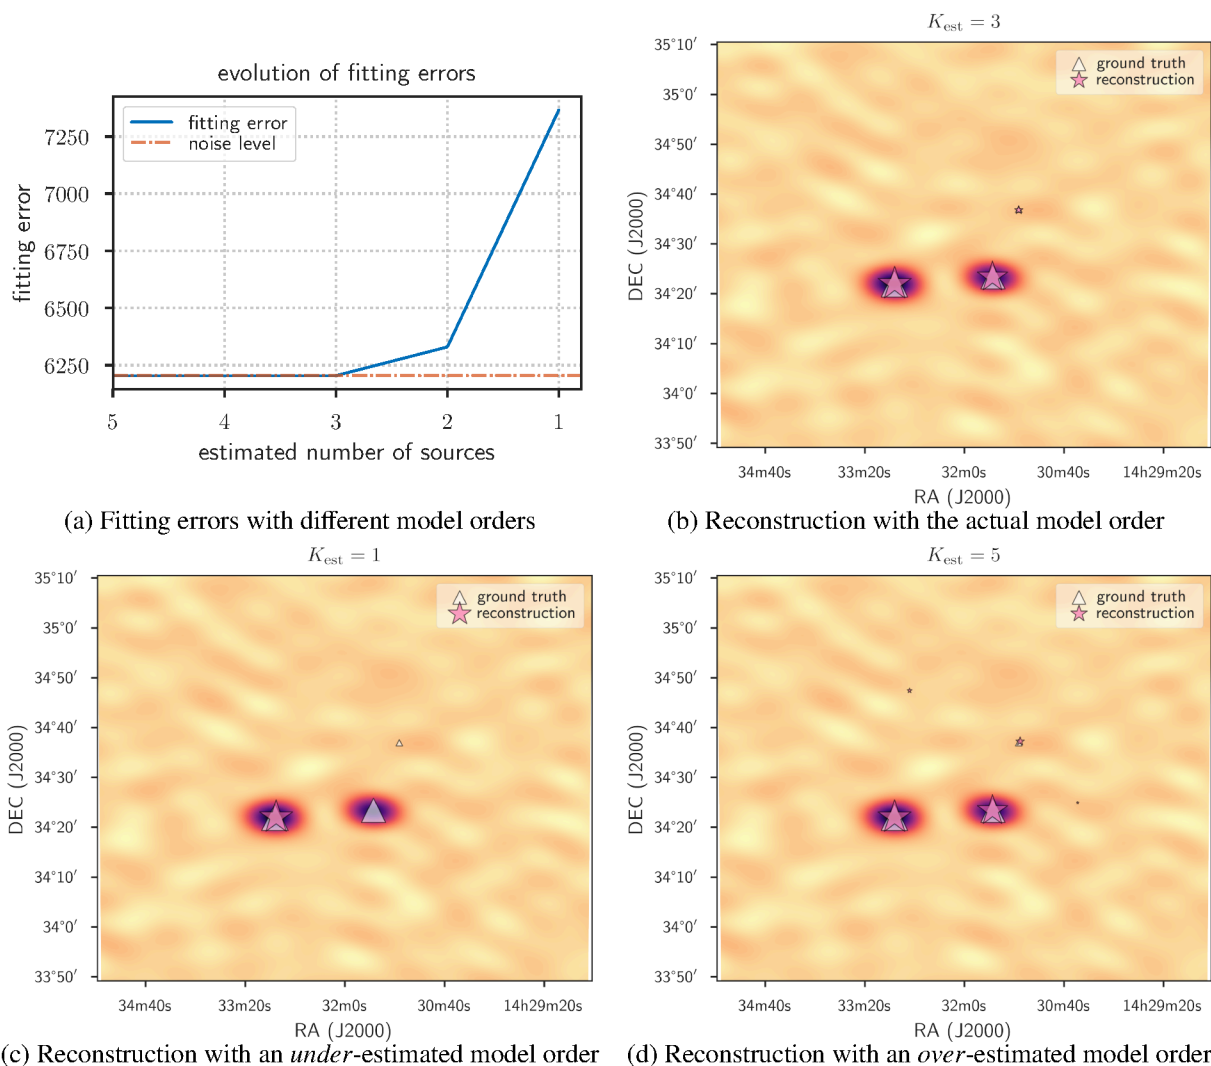 evolution of fitting errors
fitting error
noise level
7250
7000
6750
6500
6250
fitting error
5 4 3 2 1
estimated number of sources
(a) Fitting errors with different model orders
K_est = 3
ground truth
reconstruction
35°10′
35°0′
34°50′
34°40′
34°30′
34°20′
34°10′
34°0′
33°50′
DEC (J2000)
34m40s 33m20s 32m0s 30m40s 14h29m20s
RA (J2000)
(b) Reconstruction with the actual model order
K_est = 1
ground truth
reconstruction
35°10′
35°0′
34°50′
34°40′
34°30′
34°20′
34°10′
34°0′
33°50′
DEC (J2000)
34m40s 33m20s 32m0s 30m40s 14h29m20s
RA (J2000)
(c) Reconstruction with an under-estimated model order
K_est = 5
ground truth
reconstruction
35°10′
35°0′
34°50′
34°40′
34°30′
34°20′
34°10′
34°0′
33°50′
DEC (J2000)
34m40s 33m20s 32m0s 30m40s 14h29m20s
RA (J2000)
(d) Reconstruction with an over-estimated model order